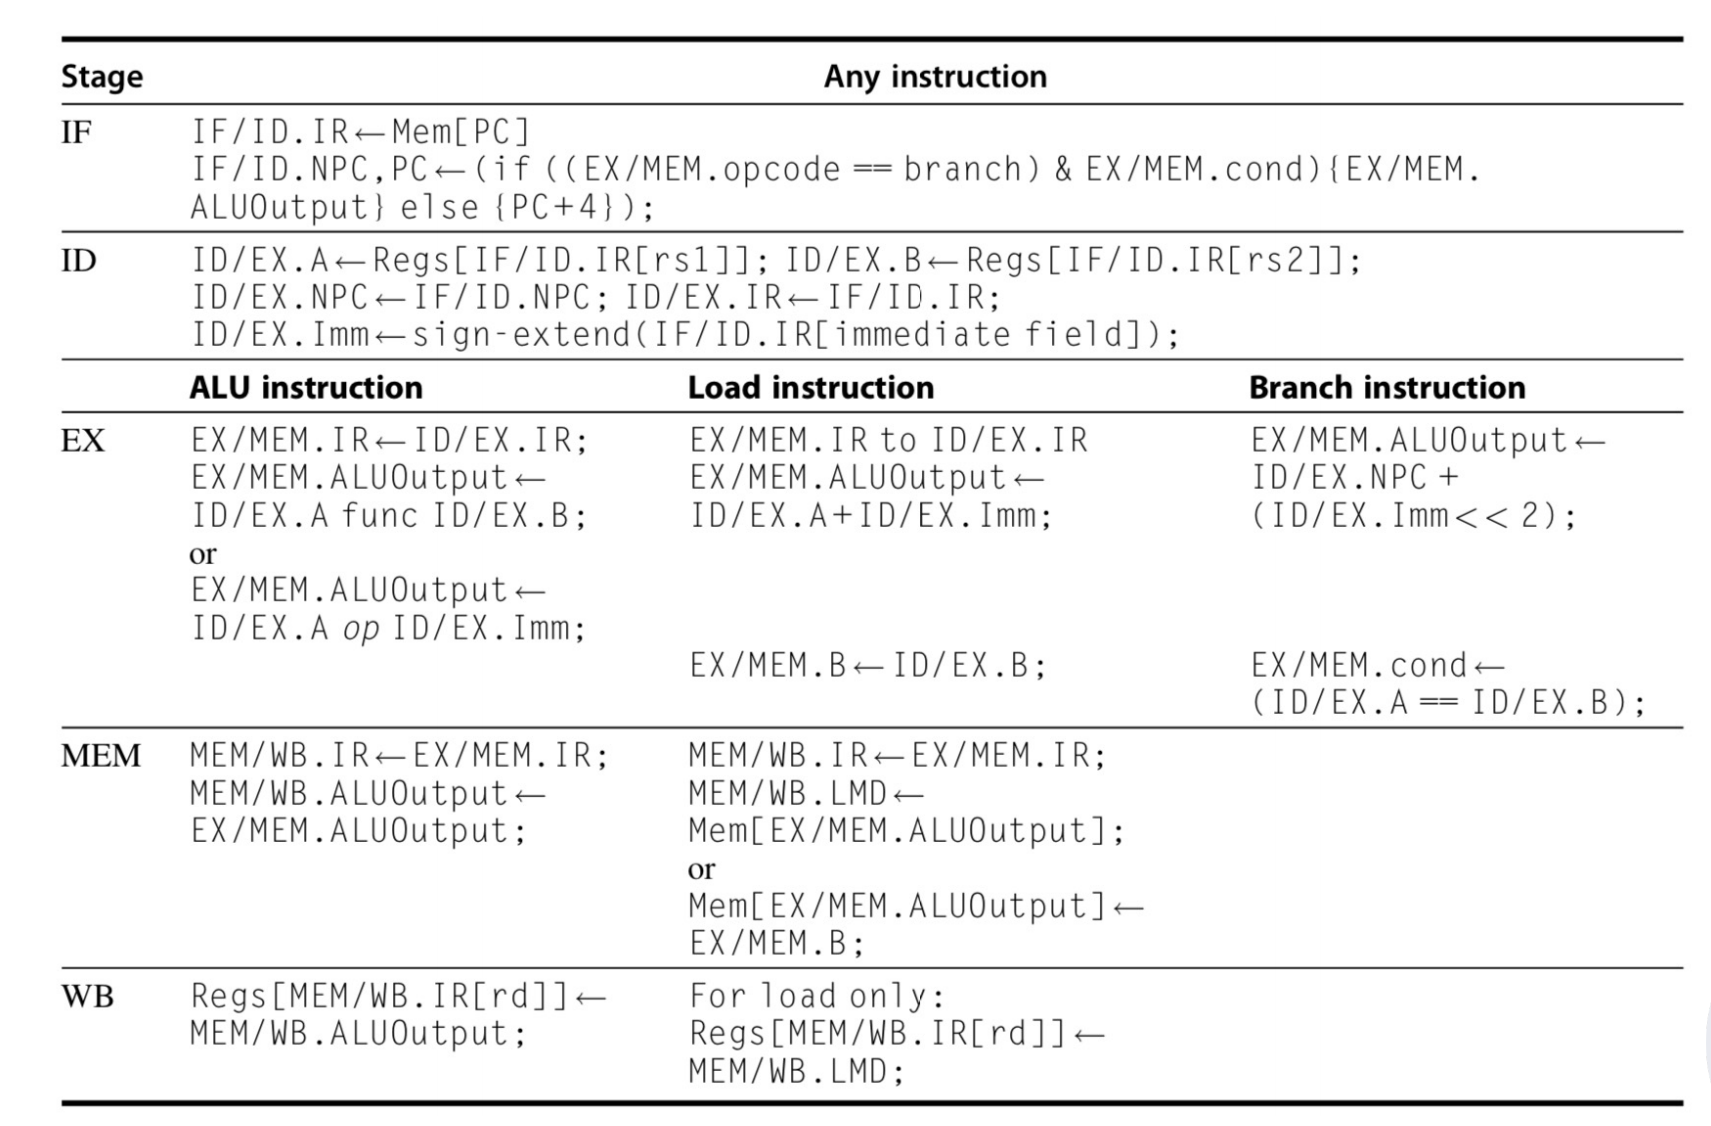 Stage Any instruction
IF IF/ID.IR←Mem[PC]
IF/ID.NPC,PC←(if ((EX/MEM.opcode == branch) & EX/MEM.cond){EX/MEM.
ALUOutput} else {PC+4});
ID ID/EX.A←Regs[IF/ID.IR[rs1]]; ID/EX.B←Regs[IF/ID.IR[rs2]];
ID/EX.NPC←IF/ID.NPC; ID/EX.IR←IF/ID.IR;
ID/EX.Imm←sign-extend(IF/ID.IR[immediate field]);
ALU instruction Load instruction Branch instruction
EX EX/MEM.IR←ID/EX.IR; EX/MEM.IR to ID/EX.IR EX/MEM.ALUOutput←
EX/MEM.ALUOutput← EX/MEM.ALUOutput← ID/EX.NPC +
ID/EX.A func ID/EX.B; ID/EX.A+ID/EX.Imm; (ID/EX.Imm<< 2);
or
EX/MEM.ALUOutput←
ID/EX.A op ID/EX.Imm;
EX/MEM.B←ID/EX.B; EX/MEM.cond←
(ID/EX.A == ID/EX.B);
MEM MEM/WB.IR←EX/MEM.IR; MEM/WB.IR←EX/MEM.IR;
MEM/WB.ALUOutput← MEM/WB.LMD←
EX/MEM.ALUOutput; Mem[EX/MEM.ALUOutput];
or
Mem[EX/MEM.ALUOutput]←
EX/MEM.B;
WB Regs[MEM/WB.IR[rd]]← For load only:
MEM/WB.ALUOutput; Regs[MEM/WB.IR[rd]]←
MEM/WB.LMD;